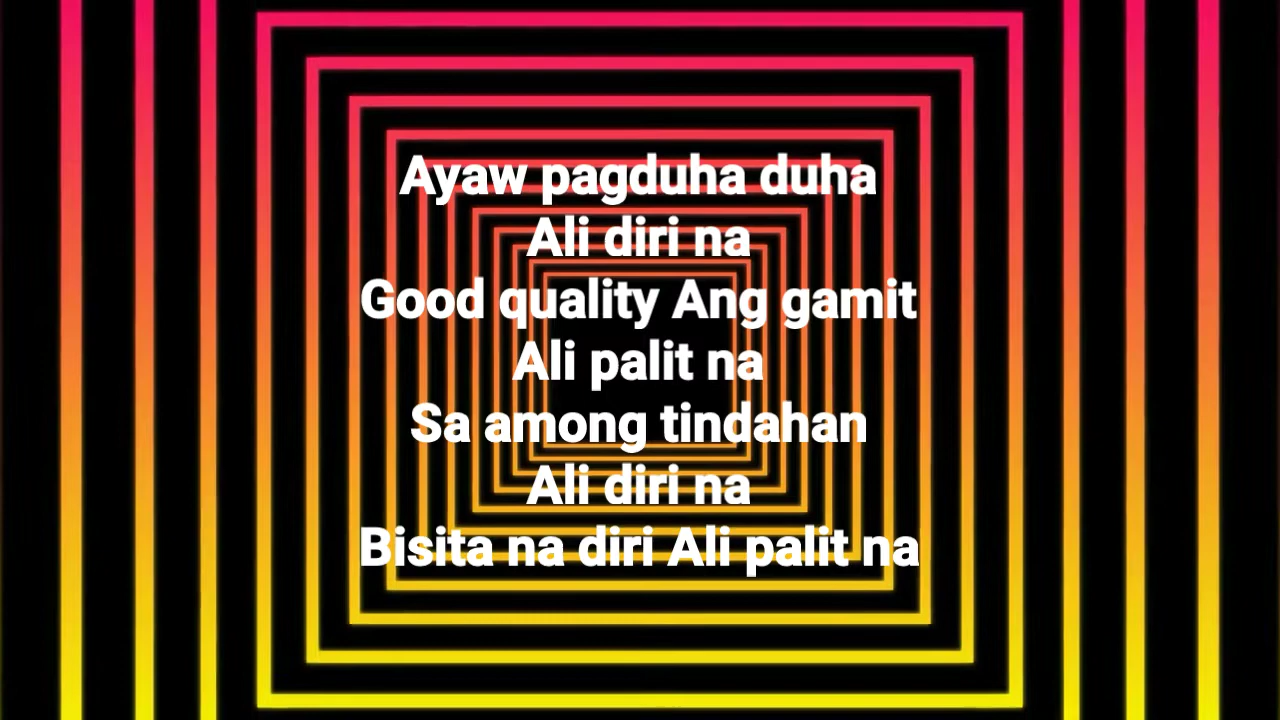 Ayaw pagduha duha
Ali diri na
Good quality Ang gamit
Ali palit na
Sa among tindahan
Ali diri na
Bisita na diri Ali palit na